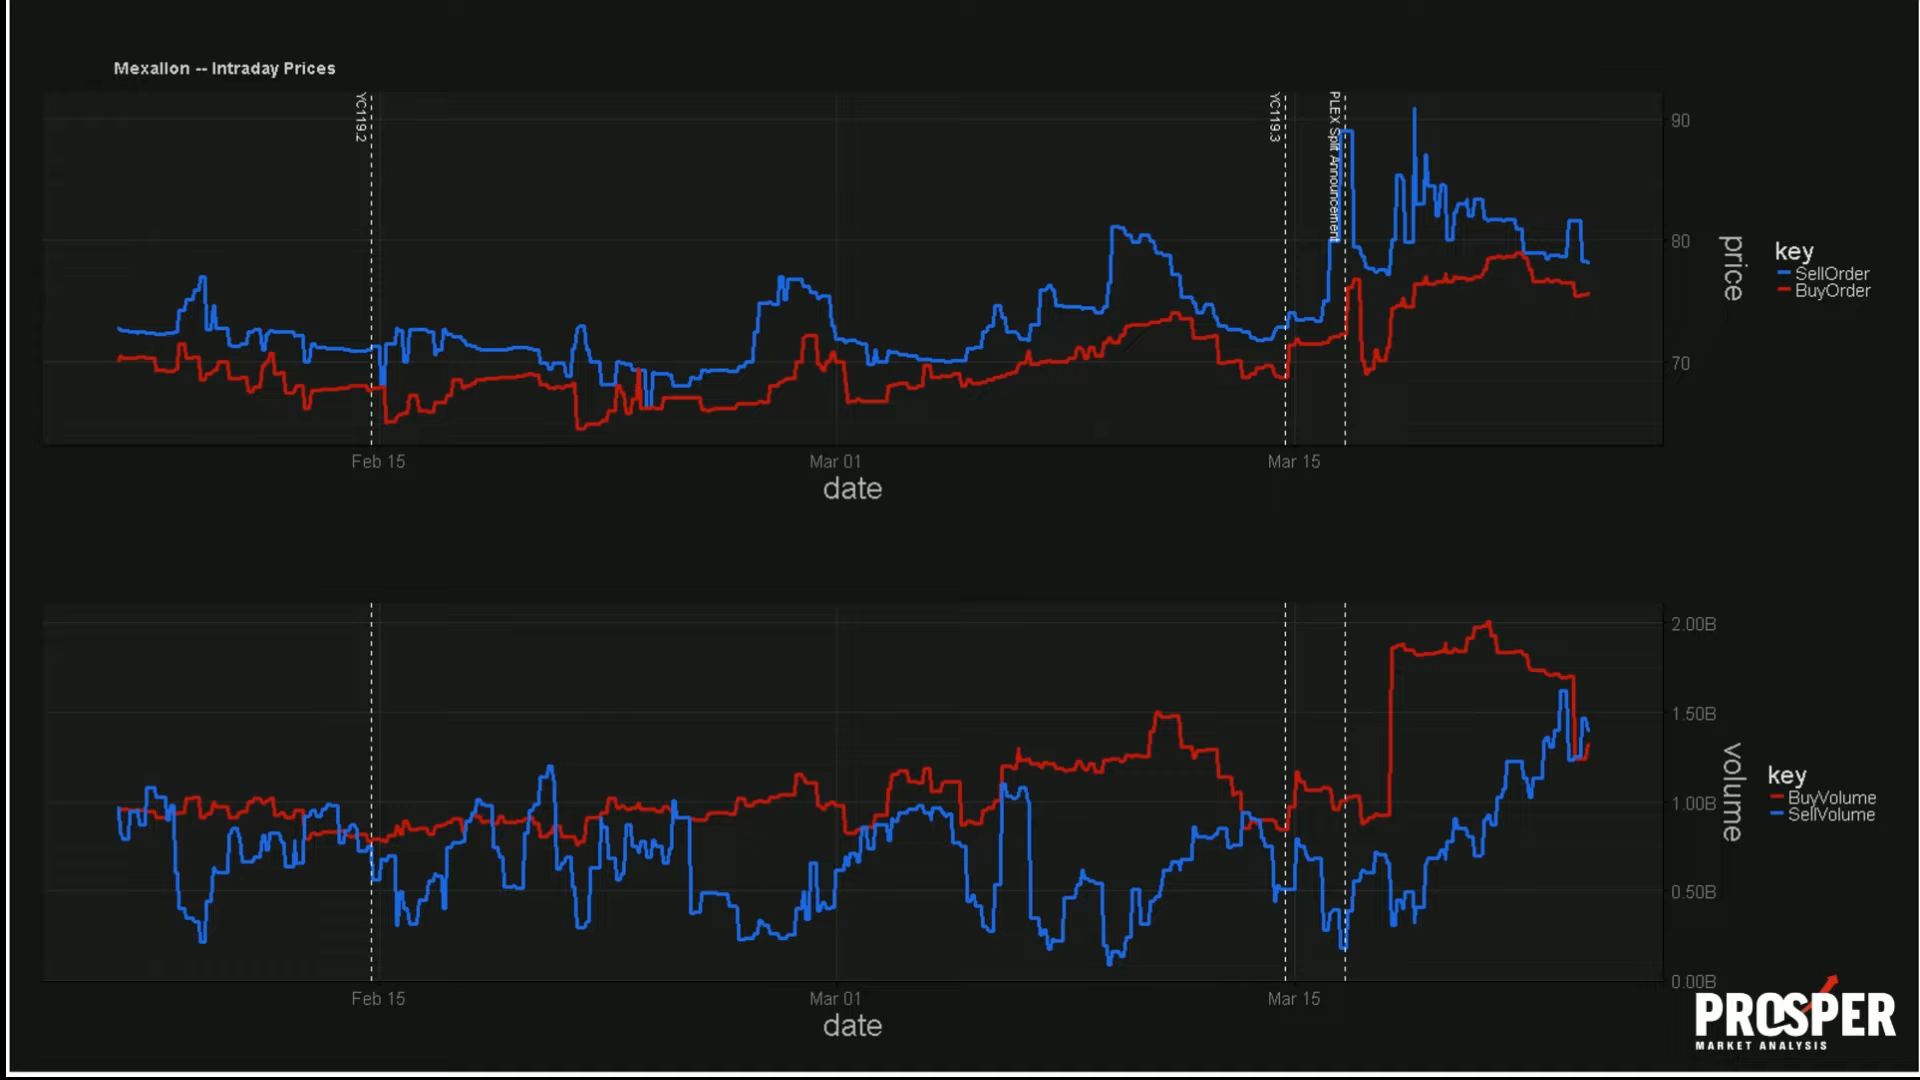 Mexallon -- Intraday Prices
YC119.2
YC119.3
PLEX Split Announcement
90
80
70
price
key
SellOrder
BuyOrder
Feb 15
Mar 01
Mar 15
date
2.00B
1.50B
1.00B
0.50B
0.00B
volume
key
BuyVolume
SellVolume
Feb 15
Mar 01
Mar 15
date
PROSPER
MARKET ANALYSIS